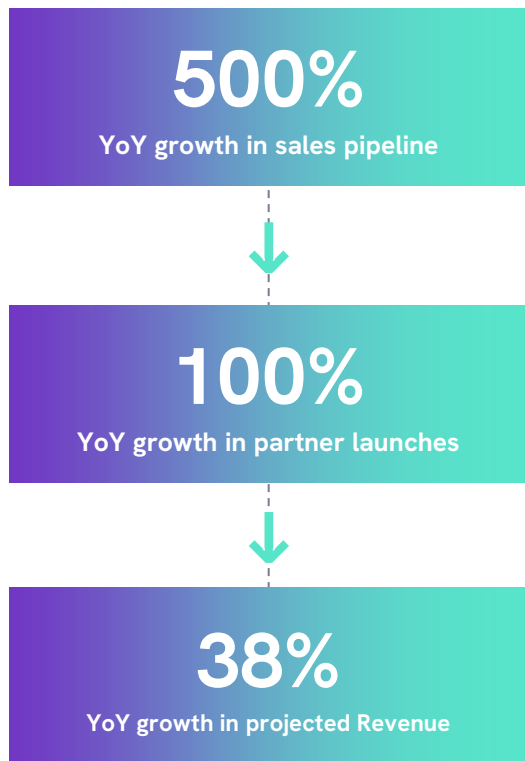 500%
YoY growth in sales pipeline
100%
YoY growth in partner launches
38%
YoY growth in projected Revenue